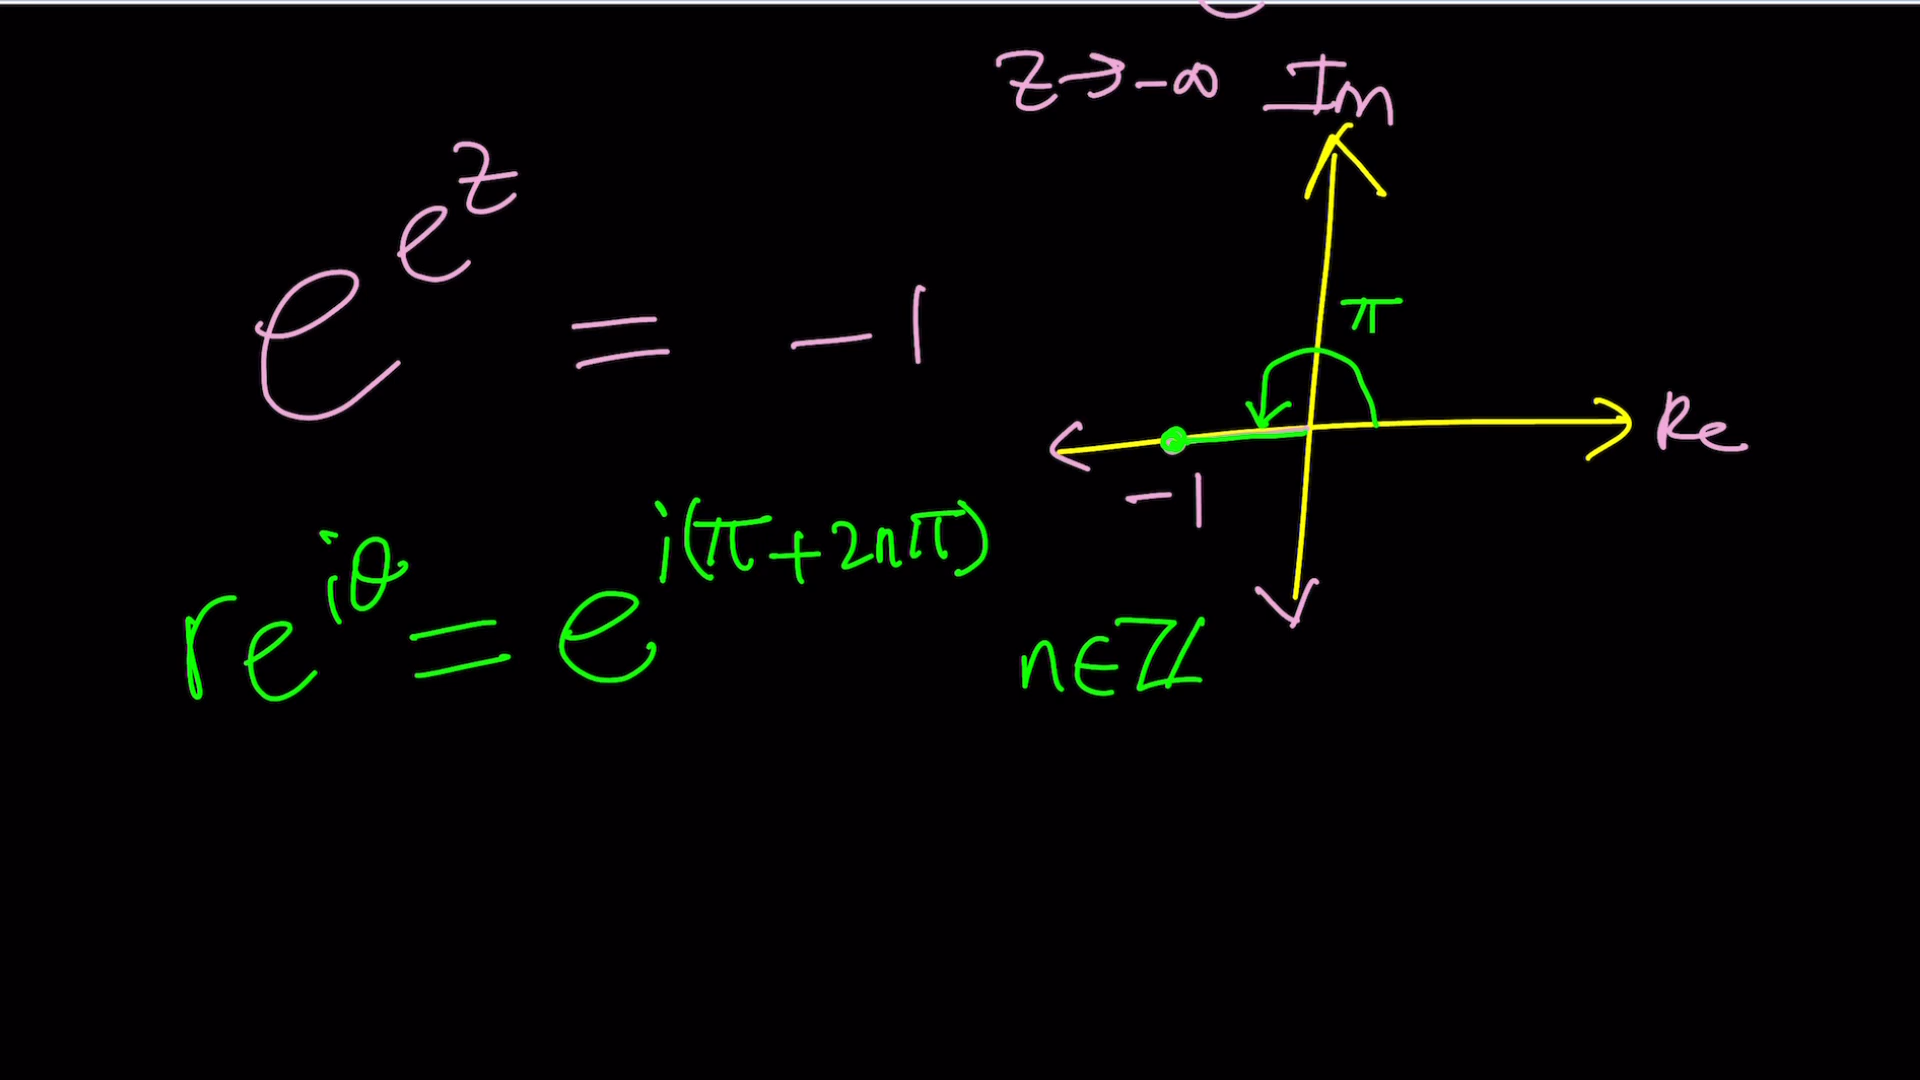 z→-∞
Im
e^{e^z} = -1
π
Re
-1
re^{iθ} = e^{i(π+2nπ)}
n∈ℤ